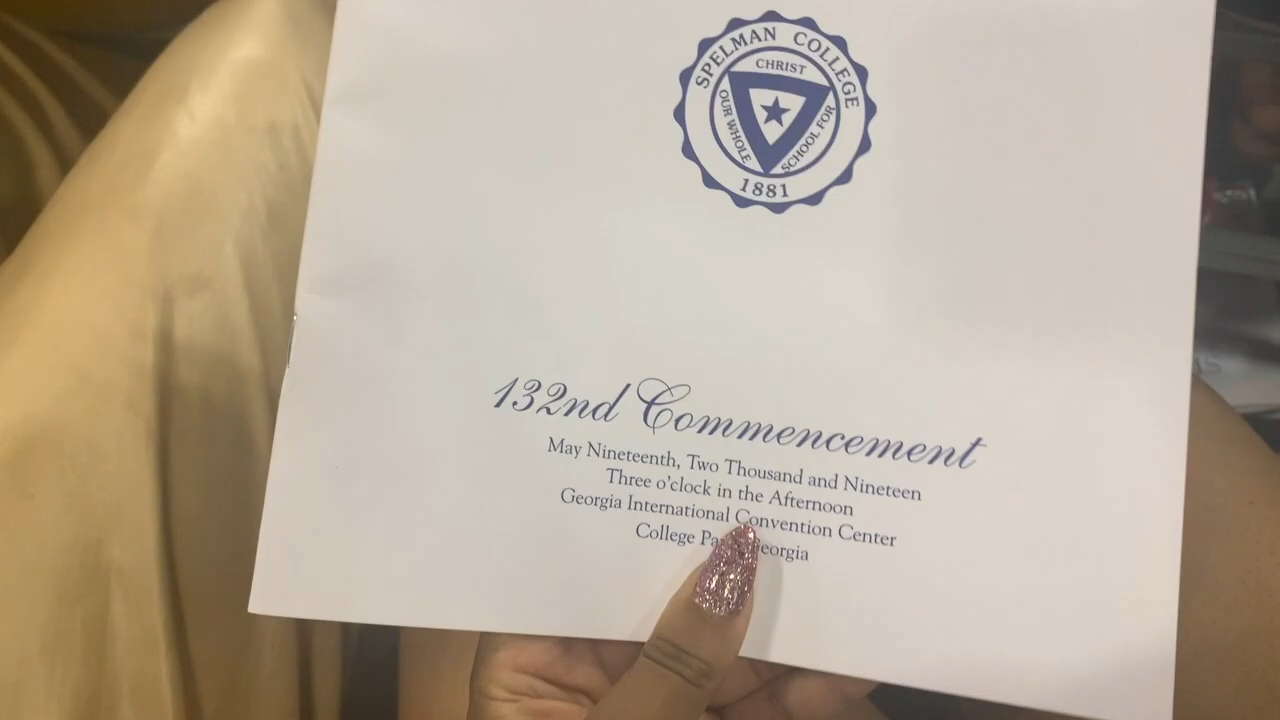 SPELMAN COLLEGE
CHRIST
OUR WHOLE
SCHOOL FOR
1881
132nd Commencement
May Nineteenth, Two Thousand and Nineteen
Three o'clock in the Afternoon
Georgia International Convention Center
College